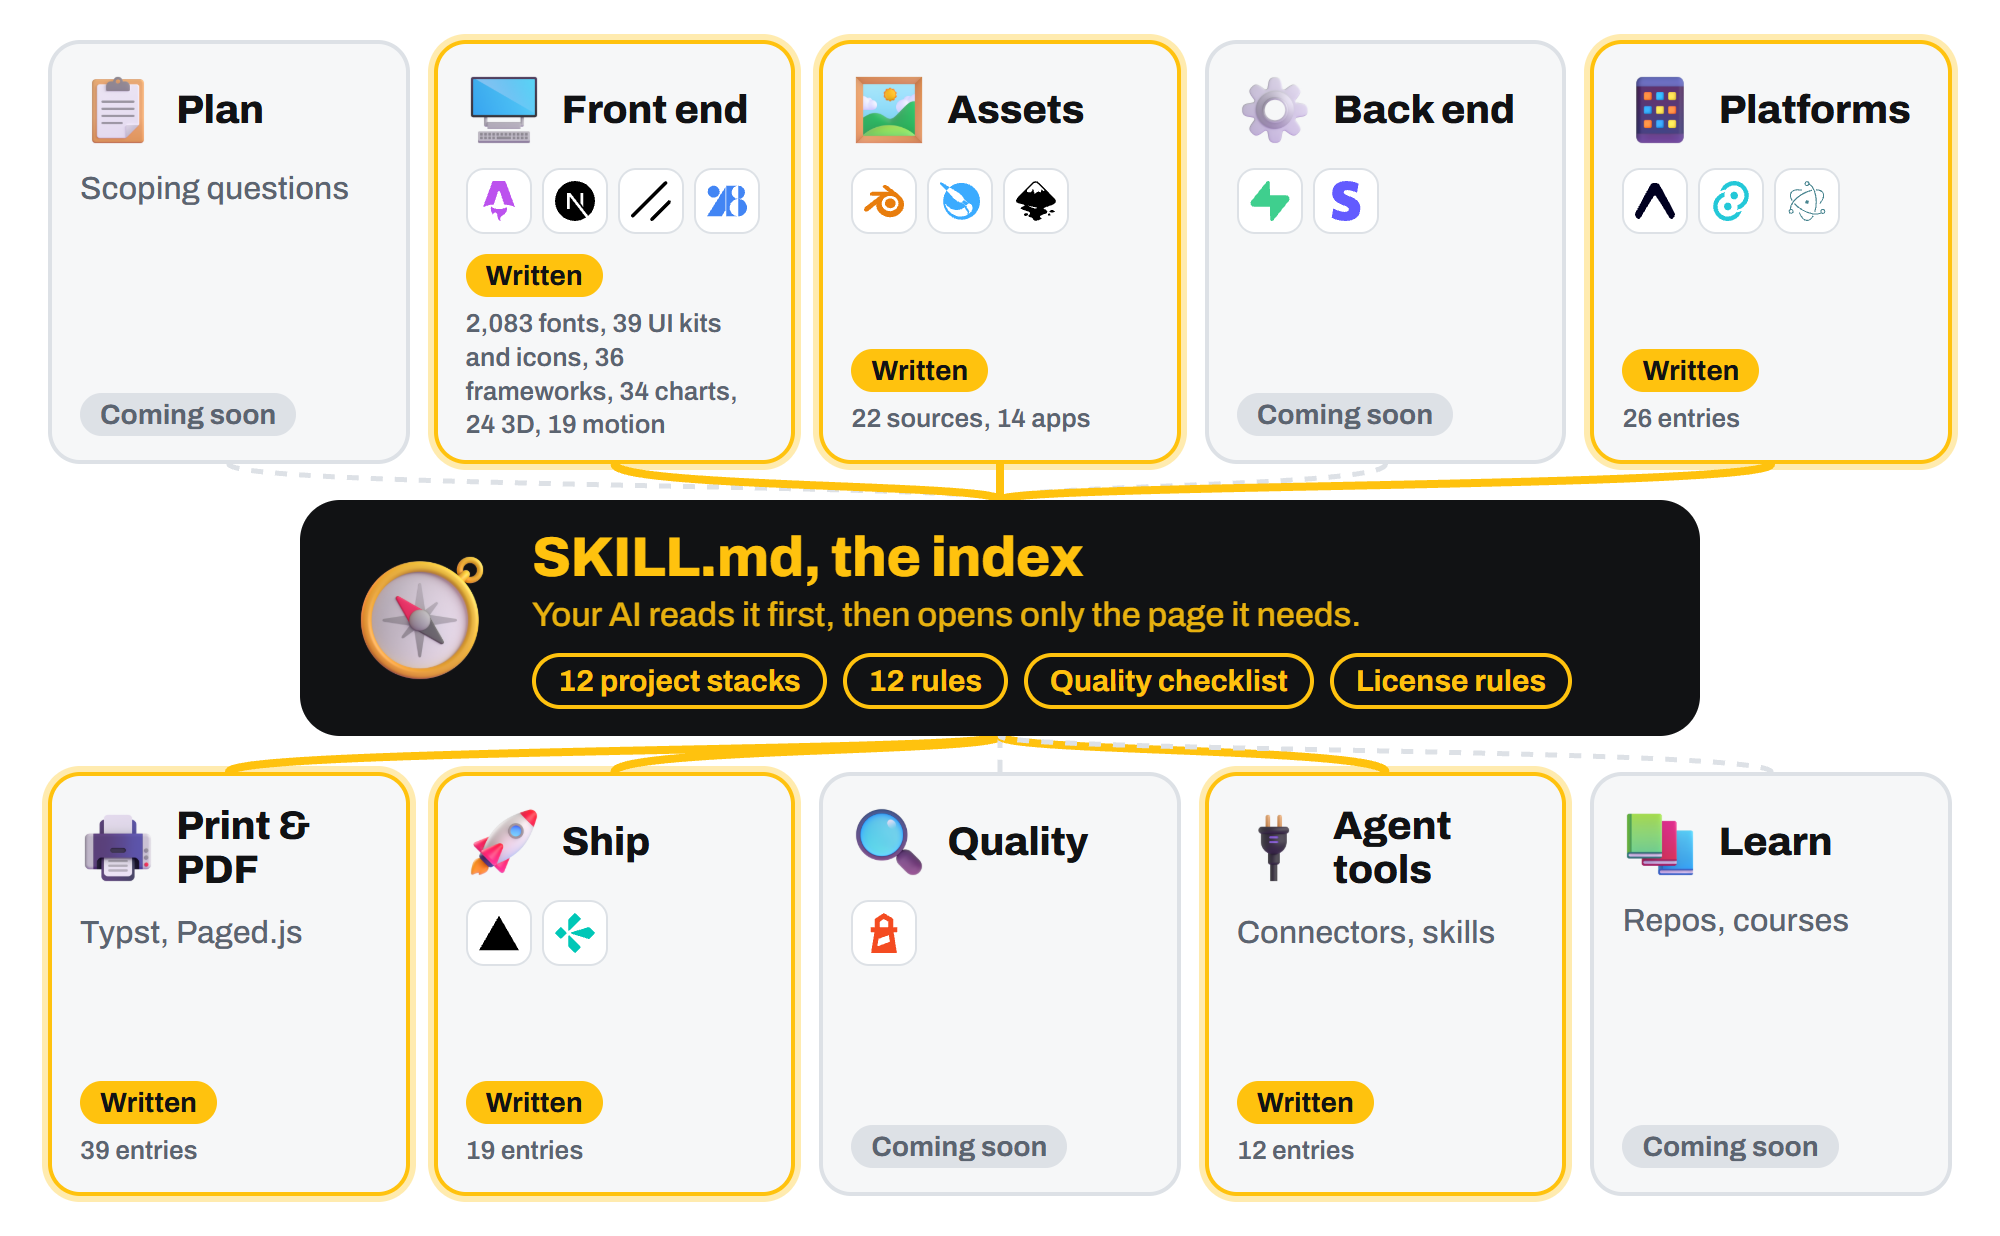 Plan
Scoping questions
Coming soon
Front end
Written
2,083 fonts, 39 UI kits
and icons, 36
frameworks, 34 charts,
24 3D, 19 motion
Assets
Written
22 sources, 14 apps
Back end
Coming soon
Platforms
Written
26 entries
SKILL.md, the index
Your AI reads it first, then opens only the page it needs.
12 project stacks
12 rules
Quality checklist
License rules
Print &
PDF
Typst, Paged.js
Written
39 entries
Ship
Written
19 entries
Quality
Coming soon
Agent
tools
Connectors, skills
Written
12 entries
Learn
Repos, courses
Coming soon